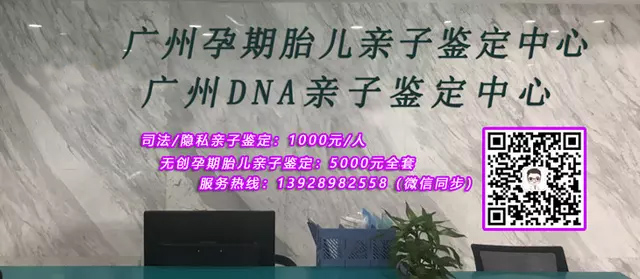 广州孕期胎儿亲子鉴定中心
广州DNA亲子鉴定中心
司法/隐私亲子鉴定：1000元/人
无创孕期胎儿亲子鉴定：5000元全套
服务热线：13928982558（微信同步）